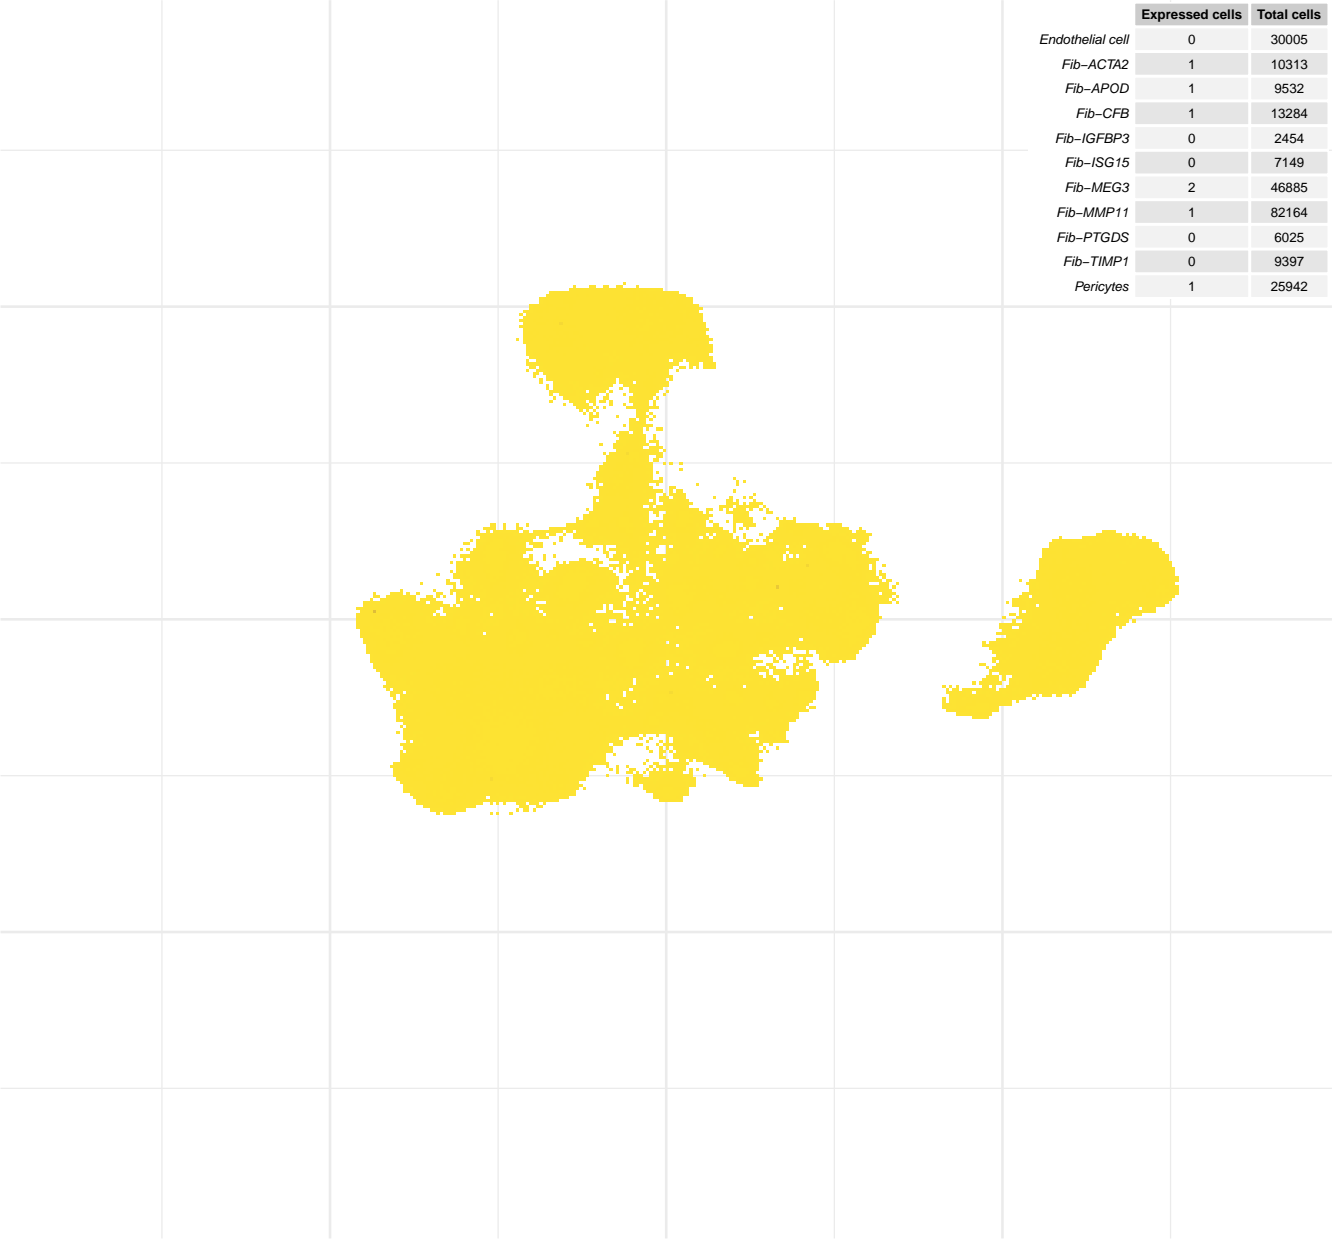 Expressed cells Total cells
Endothelial cell 0 30005
Fib−ACTA2 1 10313
Fib−APOD 1 9532
Fib−CFB 1 13284
Fib−IGFBP3 0 2454
Fib−ISG15 0 7149
Fib−MEG3 2 46885
Fib−MMP11 1 82164
Fib−PTGDS 0 6025
Fib−TIMP1 0 9397
Pericytes 1 25942